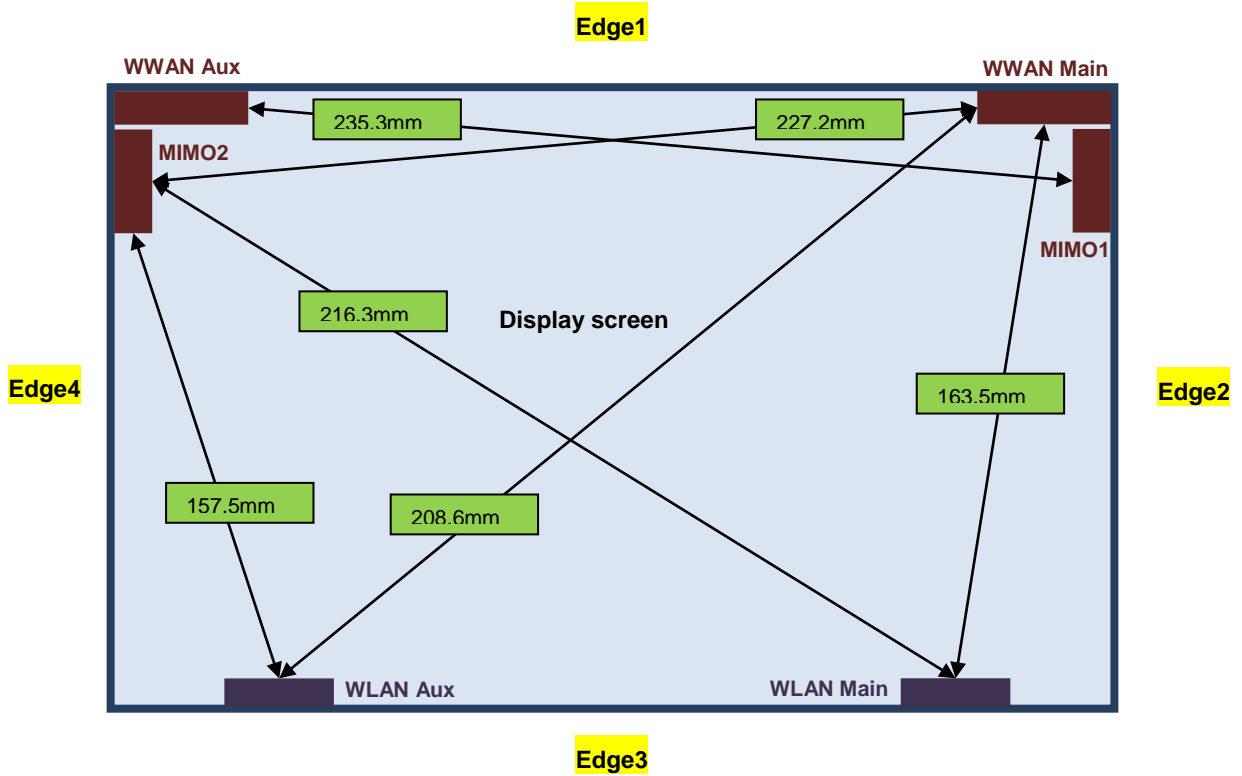 Edge1
WWAN Aux
WWAN Main
235.3mm
227.2mm
MIMO2
MIMO1
216.3mm
Display screen
Edge4
163.5mm
Edge2
157.5mm
208.6mm
WLAN Aux
WLAN Main
Edge3